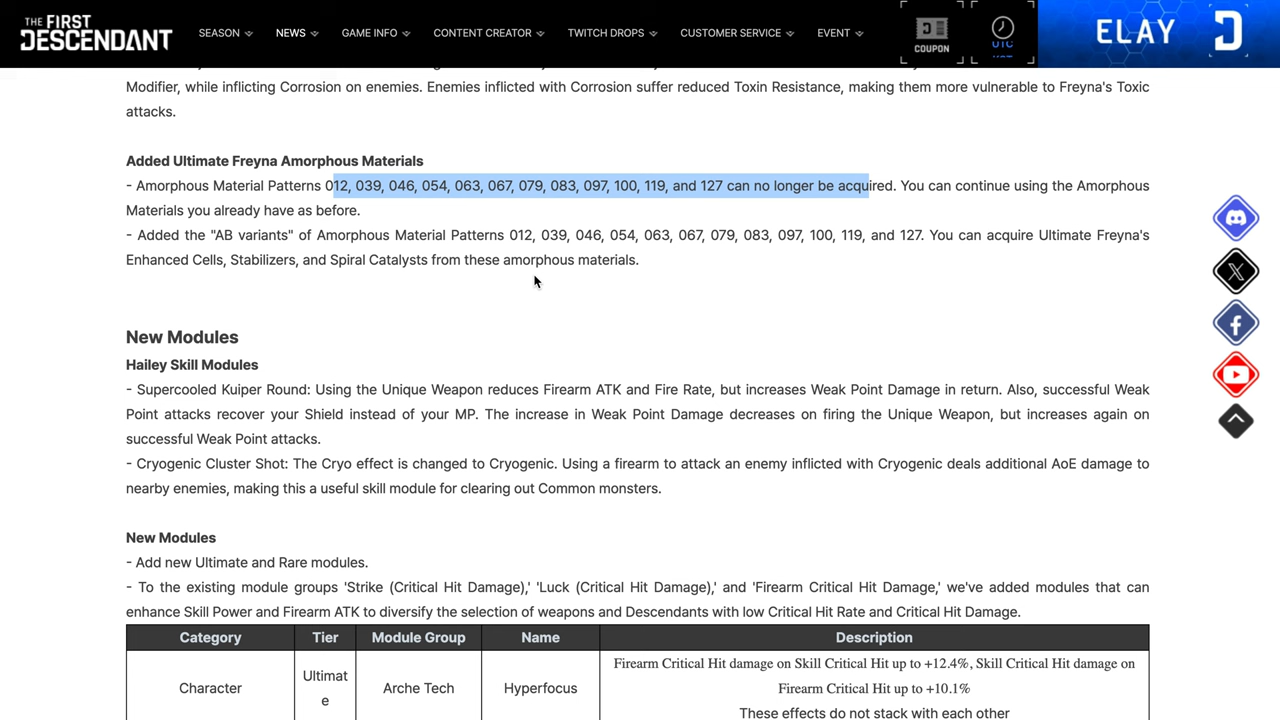 THE FIRST
DESCENDANT
SEASON NEWS GAME INFO CONTENT CREATOR TWITCH DROPS CUSTOMER SERVICE EVENT
COUPON
UTC
ELAY
Modifier, while inflicting Corrosion on enemies. Enemies inflicted with Corrosion suffer reduced Toxin Resistance, making them more vulnerable to Freyna's Toxic
attacks.
Added Ultimate Freyna Amorphous Materials
- Amorphous Material Patterns 012, 039, 046, 054, 063, 067, 079, 083, 097, 100, 119, and 127 can no longer be acquired. You can continue using the Amorphous
Materials you already have as before.
- Added the "AB variants" of Amorphous Material Patterns 012, 039, 046, 054, 063, 067, 079, 083, 097, 100, 119, and 127. You can acquire Ultimate Freyna's
Enhanced Cells, Stabilizers, and Spiral Catalysts from these amorphous materials.
New Modules
Hailey Skill Modules
- Supercooled Kuiper Round: Using the Unique Weapon reduces Firearm ATK and Fire Rate, but increases Weak Point Damage in return. Also, successful Weak
Point attacks recover your Shield instead of your MP. The increase in Weak Point Damage decreases on firing the Unique Weapon, but increases again on
successful Weak Point attacks.
- Cryogenic Cluster Shot: The Cryo effect is changed to Cryogenic. Using a firearm to attack an enemy inflicted with Cryogenic deals additional AoE damage to
nearby enemies, making this a useful skill module for clearing out Common monsters.
New Modules
- Add new Ultimate and Rare modules.
- To the existing module groups 'Strike (Critical Hit Damage),' 'Luck (Critical Hit Damage),' and 'Firearm Critical Hit Damage,' we've added modules that can
enhance Skill Power and Firearm ATK to diversify the selection of weapons and Descendants with low Critical Hit Rate and Critical Hit Damage.
Category Tier Module Group Name Description
Character Ultimat
e Arche Tech Hyperfocus
Firearm Critical Hit damage on Skill Critical Hit up to +12.4%, Skill Critical Hit damage on
Firearm Critical Hit up to +10.1%
These effects do not stack with each other